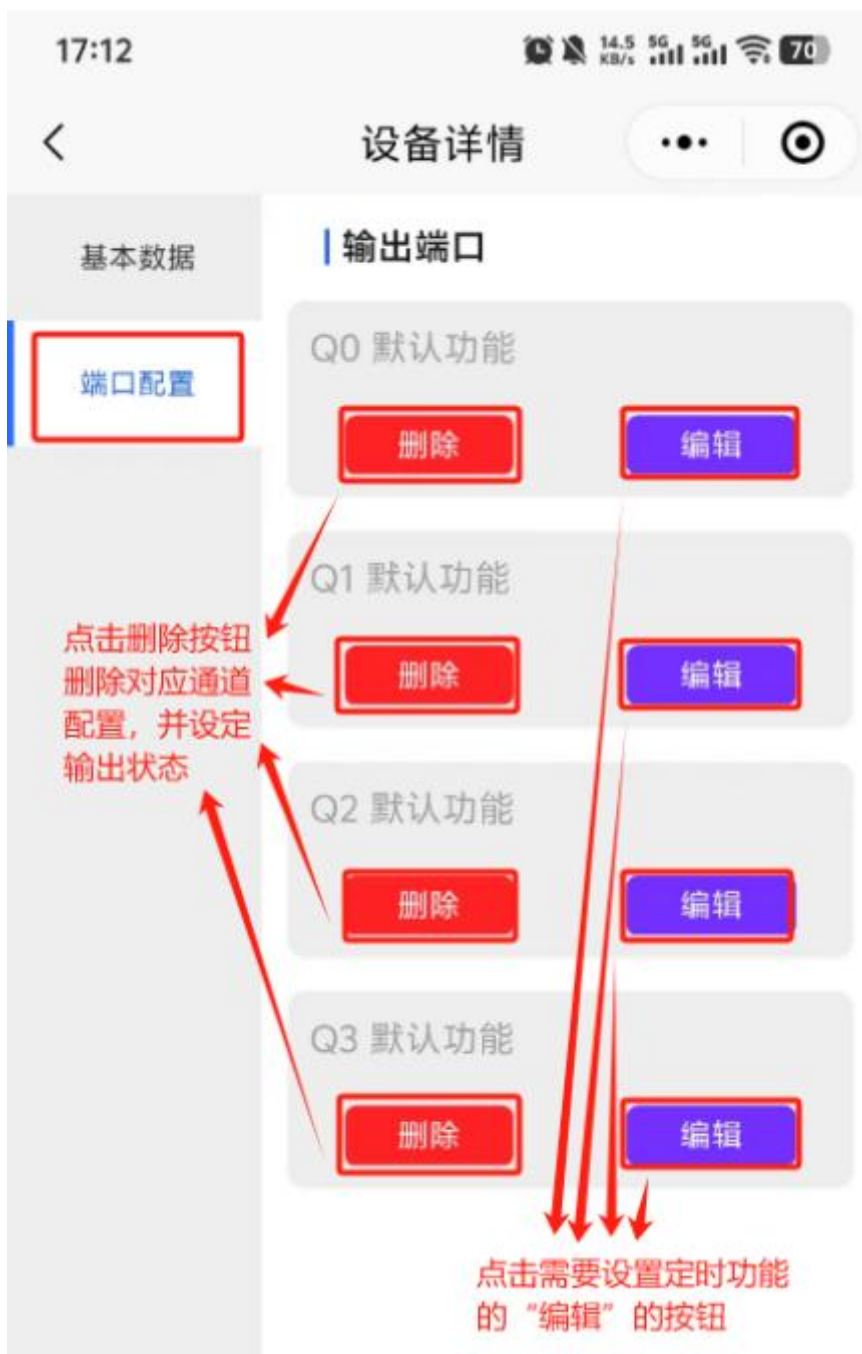 17:12
14.5 KB/s 5G 5G 70
设备详情
基本数据
端口配置
输出端口
Q0 默认功能
删除
编辑
Q1 默认功能
删除
编辑
点击删除按钮
删除对应通道
配置，并设定
输出状态
Q2 默认功能
删除
编辑
Q3 默认功能
删除
编辑
点击需要设置定时功能
的“编辑”的按钮